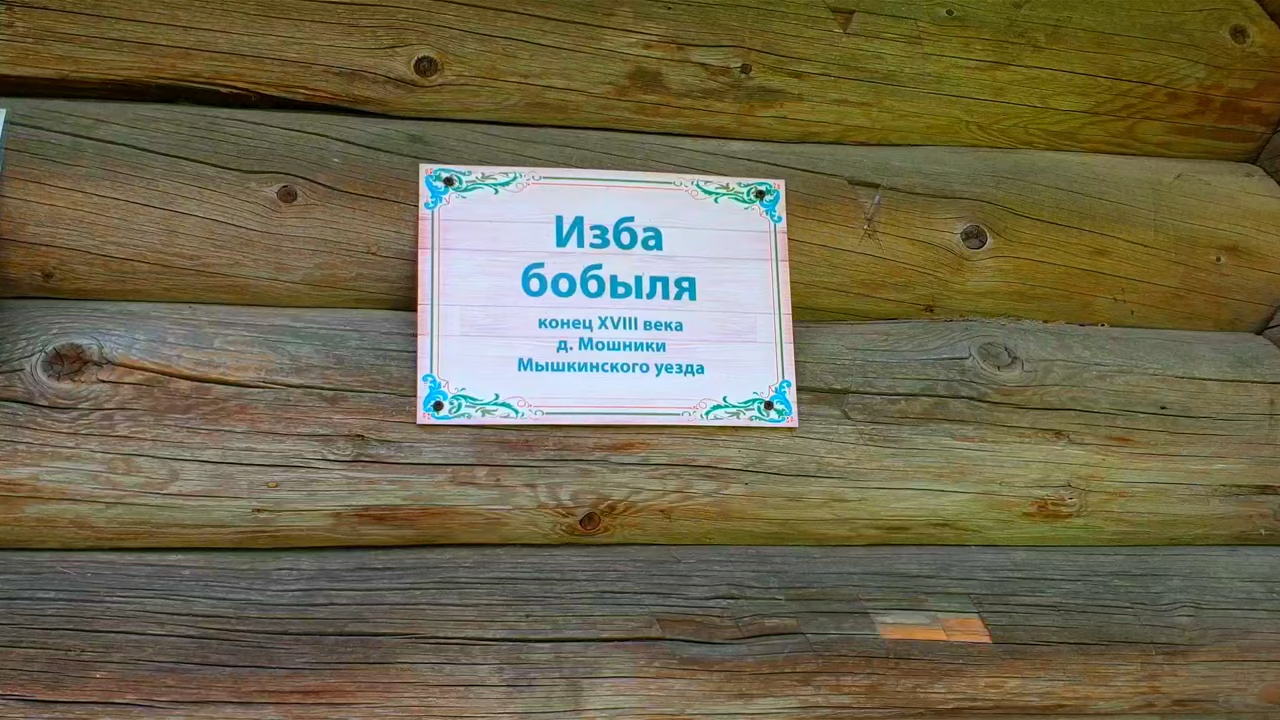 Изба
бобыля
конец XVIII века
д. Мошники
Мышкинского уезда